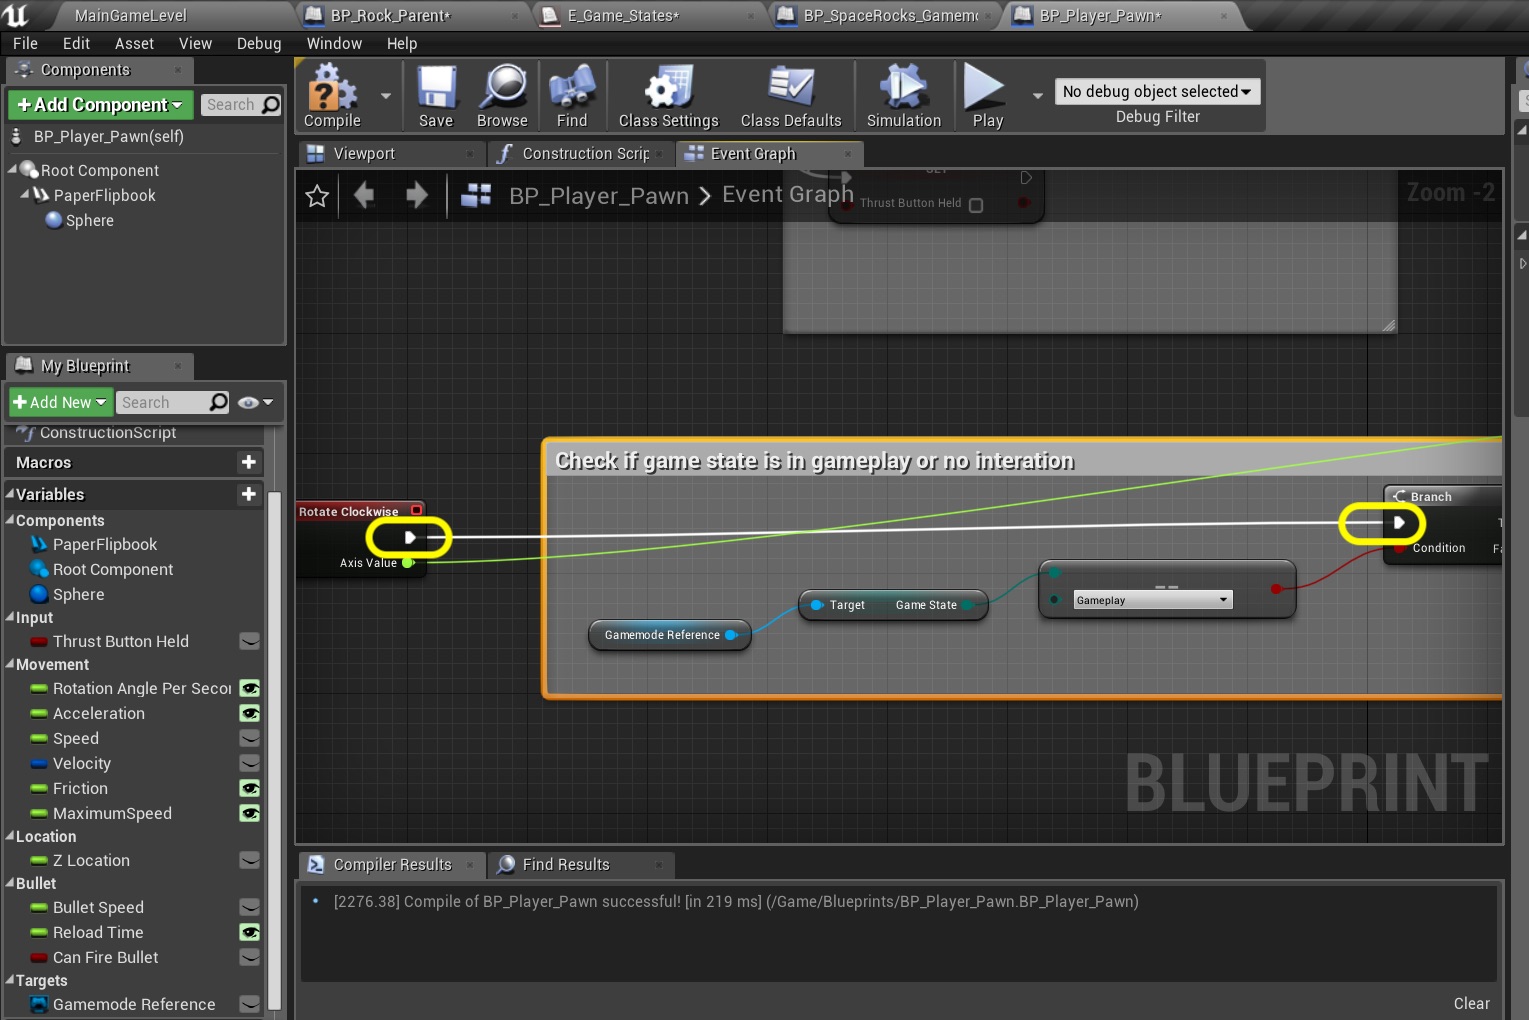 MainGameLevel
BP_Rock_Parent*
E_Game_States*
BP_SpaceRocks_Gamem
BP_Player_Pawn*
File Edit Asset View Debug Window Help
Components
+Add Component
Search
BP_Player_Pawn(self)
Root Component
PaperFlipbook
Sphere
Compile
Save
Browse
Find
Class Settings
Class Defaults
Simulation
Play
No debug object selected
Debug Filter
Viewport
Construction Scrip
Event Graph
BP_Player_Pawn > Event Graph
Zoom -2
SET
Thrust Button Held
My Blueprint
+Add New
Search
ConstructionScript
Macros
Variables
Components
PaperFlipbook
Root Component
Sphere
Input
Thrust Button Held
Movement
Rotation Angle Per Secor
Acceleration
Speed
Velocity
Friction
MaximumSpeed
Location
Z Location
Bullet
Bullet Speed
Reload Time
Can Fire Bullet
Targets
Gamemode Reference
Check if game state is in gameplay or no interation
Rotate Clockwise
Axis Value
Branch
T
Condition
Fa
Target
Game State
==
Gameplay
Gamemode Reference
BLUEPRINT
Compiler Results
Find Results
[2276.38] Compile of BP_Player_Pawn successful! [in 219 ms] (/Game/Blueprints/BP_Player_Pawn.BP_Player_Pawn)
Clear